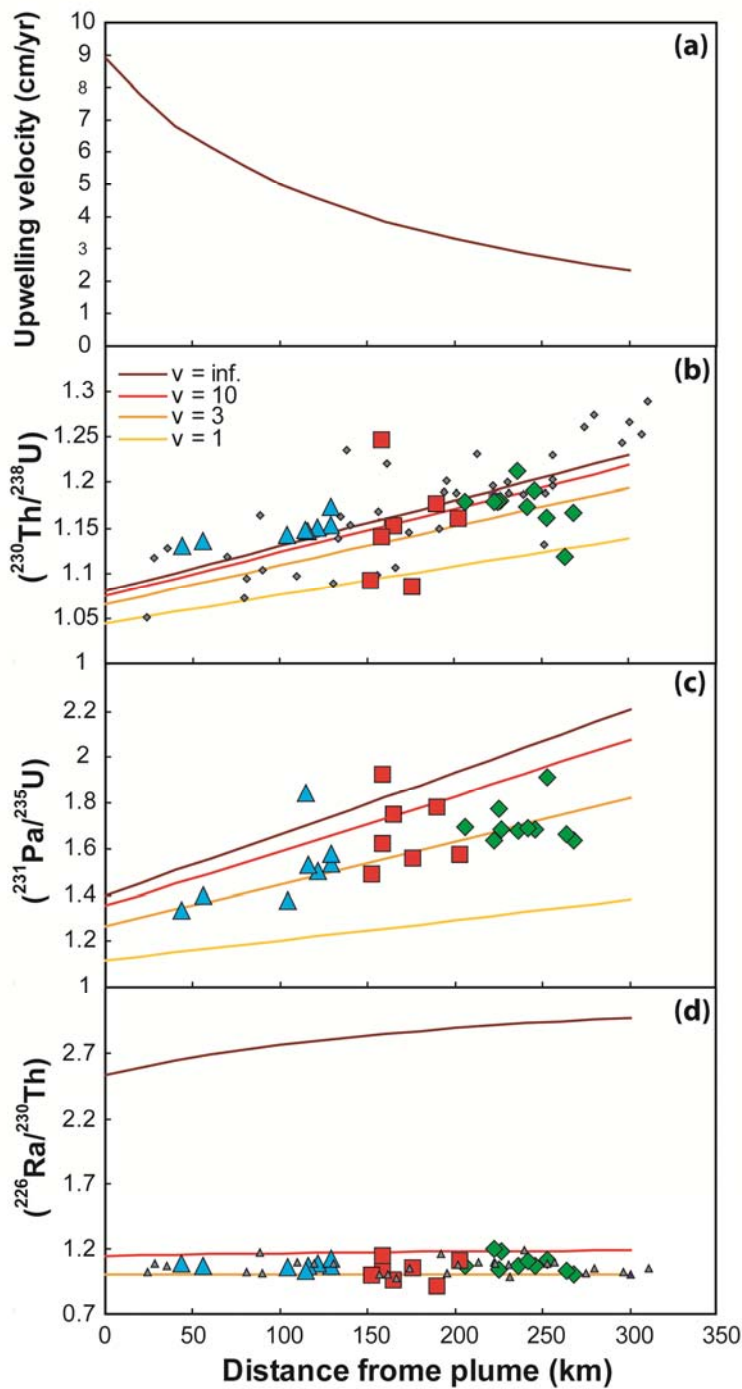 10
(a)
9
8
7
6
5
4
3
2
1
0
Upwelling velocity (cm/yr)
1.3
v = inf.
(b)
v = 10
v = 3
v = 1
1.25
1.2
1.15
1.1
1.05
1
(²³⁰Th/²³⁸U)
(c)
2.2
2
1.8
1.6
1.4
1.2
1
(²³¹Pa/²³⁵U)
(d)
2.7
2.2
1.7
1.2
0.7
(²²⁶Ra/²³⁰Th)
0 50 100 150 200 250 300 350
Distance frome plume (km)